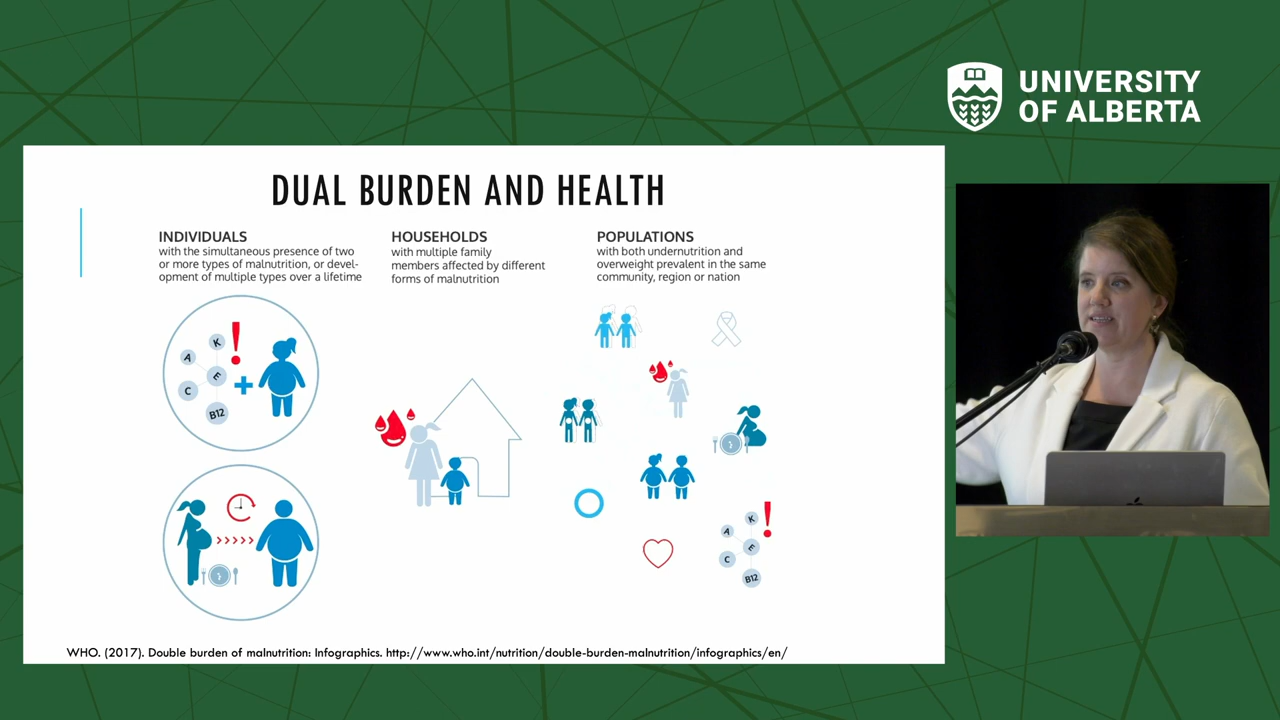 UNIVERSITY
OF ALBERTA
DUAL BURDEN AND HEALTH
INDIVIDUALS
with the simultaneous presence of two
or more types of malnutrition, or devel-
opment of multiple types over a lifetime
HOUSEHOLDS
with multiple family
members affected by different
forms of malnutrition
POPULATIONS
with both undernutrition and
overweight prevalent in the same
community, region or nation
K
A
E
C
B12
K
A
E
C
B12
WHO. (2017). Double burden of malnutrition: Infographics. http://www.who.int/nutrition/double-burden-malnutrition/infographics/en/